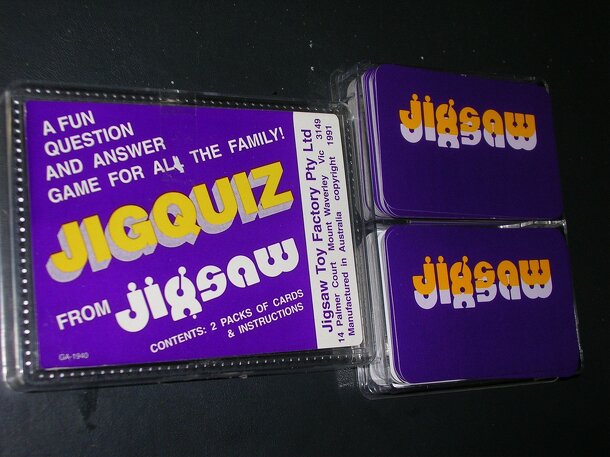 A FUN
QUESTION
AND ANSWER
GAME FOR ALL THE FAMILY!
JIGQUIZ
FROM jigsaw
CONTENTS: 2 PACKS OF CARDS
& INSTRUCTIONS
GA-1940
Jigsaw Toy Factory Pty Ltd
14 Palmer Court Mount Waverley Vic 3149
Manufactured in Australia copyright 1991
jigsaw
jigsaw